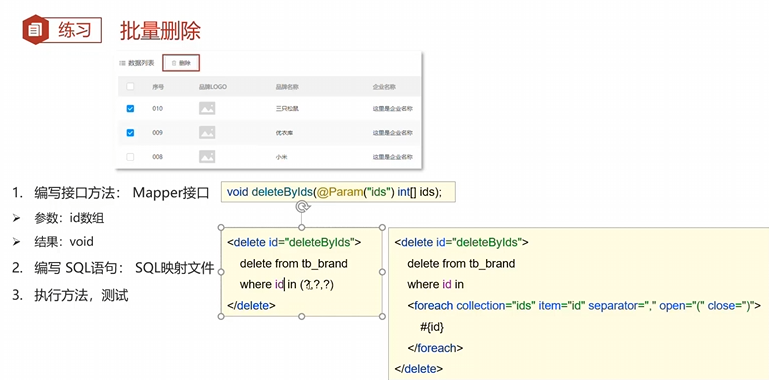 练习 批量删除
数据列表 删除
序号 品牌LOGO 品牌名称 企业名称
010 三只松鼠 这里是企业名称
009 优衣库 这里是企业名称
008 小米 这里是企业名称
1. 编写接口方法： Mapper接口
void deleteByIds(@Param("ids") int[] ids);
➢ 参数：id数组
➢ 结果：void
2. 编写 SQL语句： SQL映射文件
3. 执行方法，测试
<delete id="deleteByIds">
delete from tb_brand
where id in (?,?,?)
</delete>
<delete id="deleteByIds">
delete from tb_brand
where id in
<foreach collection="ids" item="id" separator="," open="(" close=")">
#{id}
</foreach>
</delete>